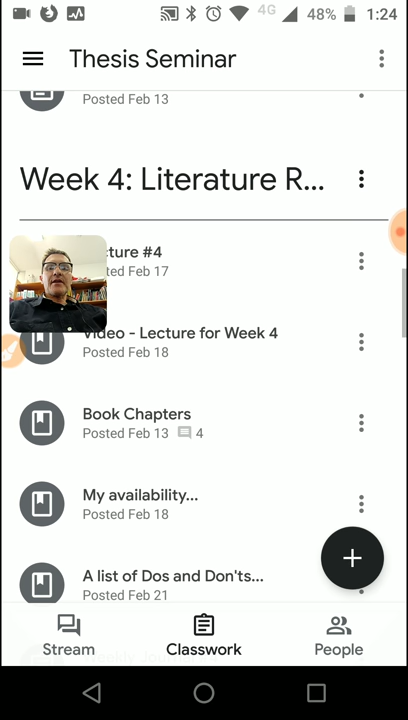 4G 48% 1:24
Thesis Seminar
Posted Feb 13
Week 4: Literature R...
cture #4
ted Feb 17
Video - Lecture for Week 4
Posted Feb 18
Book Chapters
Posted Feb 13 4
My availability...
Posted Feb 18
A list of Dos and Don'ts...
Posted Feb 21
Stream Classwork People